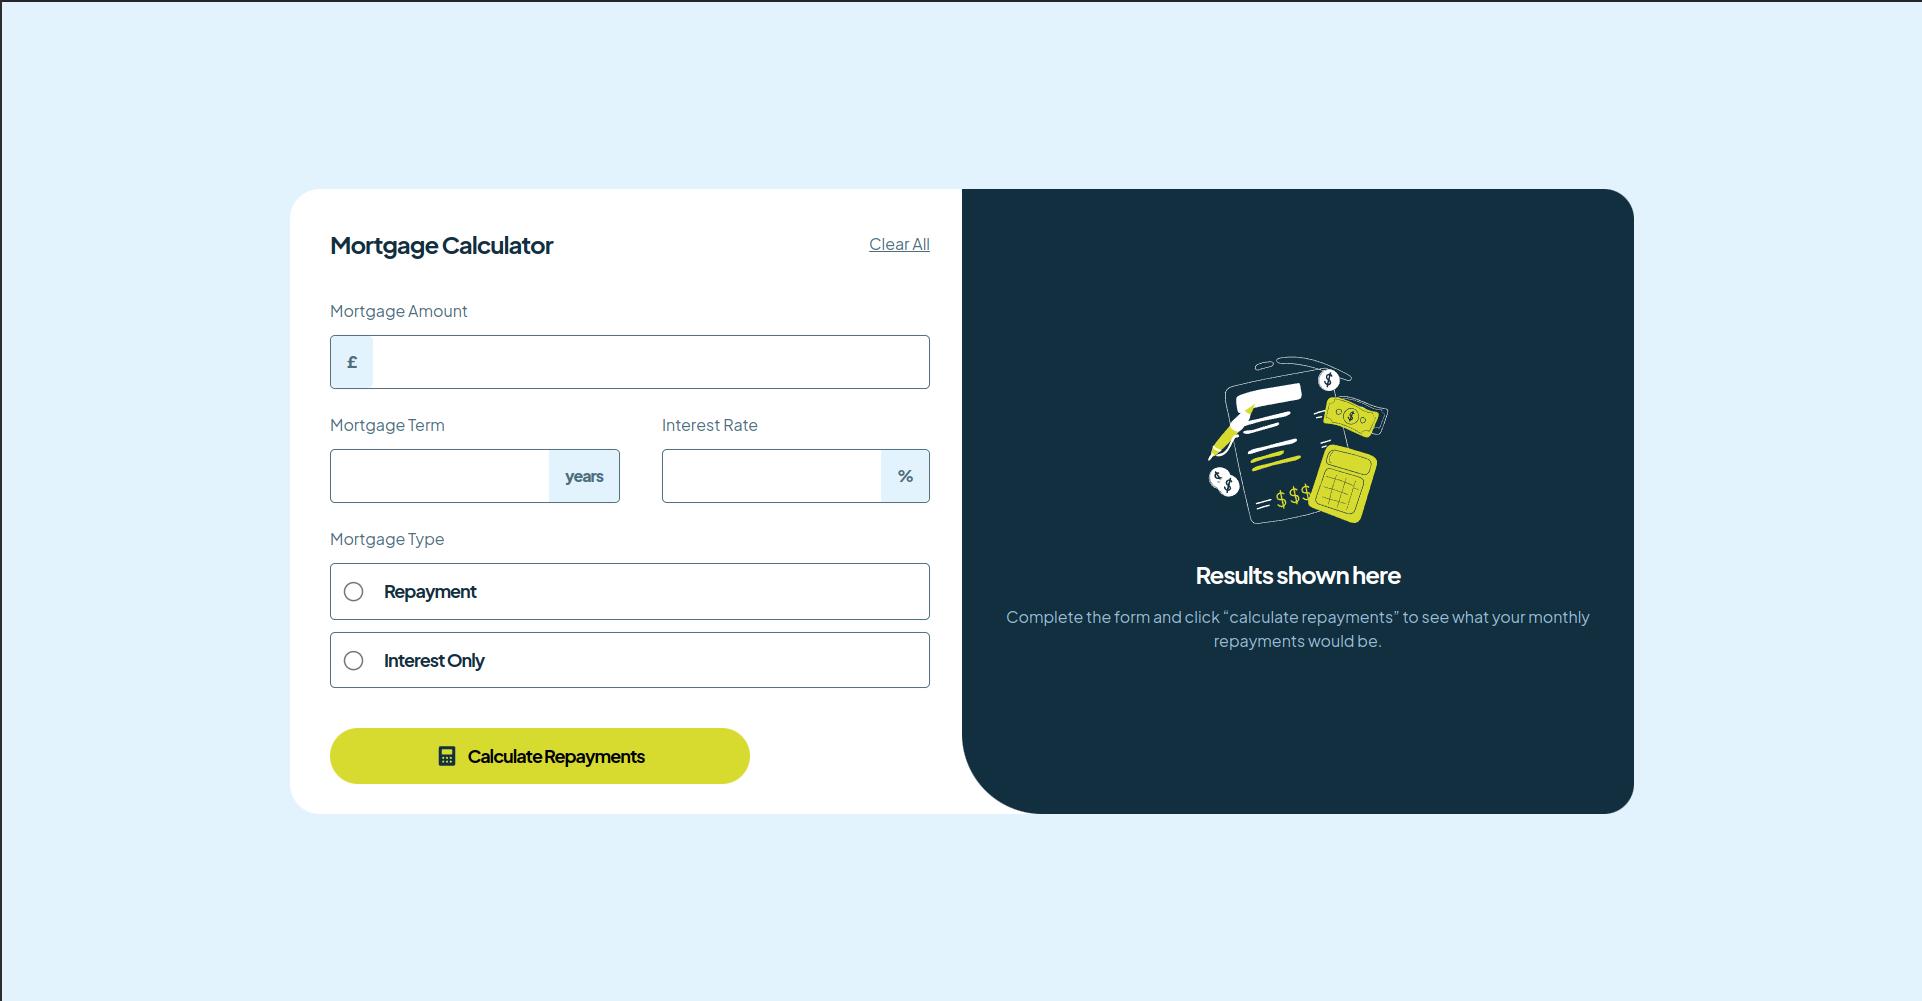 Mortgage Calculator
Clear All
Mortgage Amount
£
Mortgage Term
Interest Rate
years
%
Mortgage Type
Repayment
Interest Only
Calculate Repayments
$
$
$
$
$$$
Results shown here
Complete the form and click “calculate repayments” to see what your monthly
repayments would be.